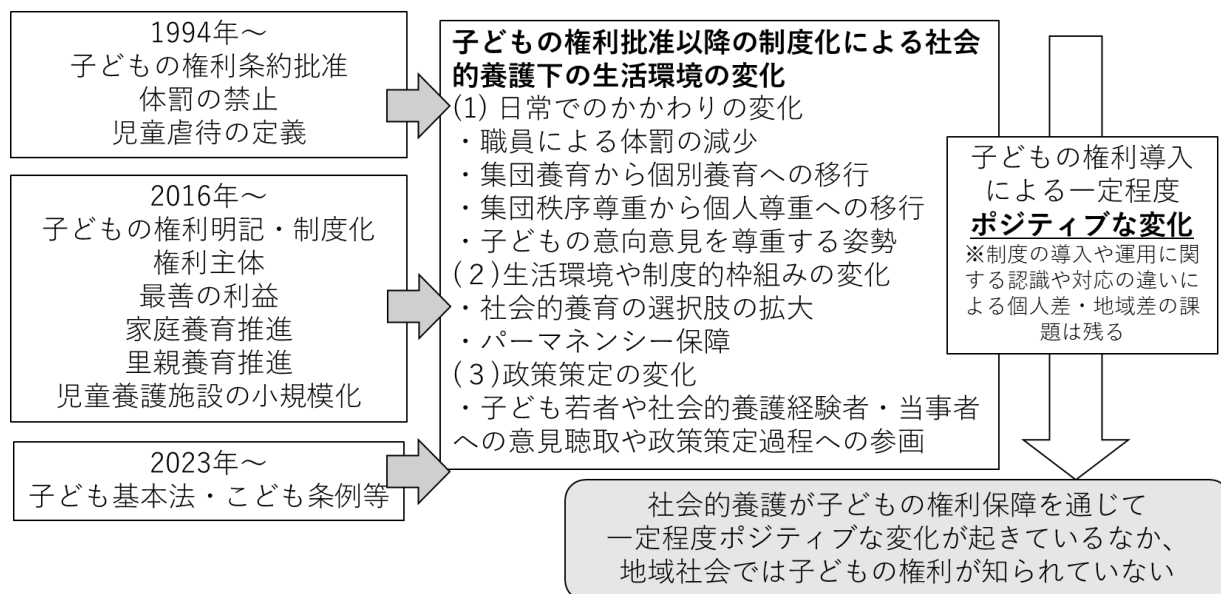 1994年～
子どもの権利条約批准
体罰の禁止
児童虐待の定義
2016年～
子どもの権利明記・制度化
権利主体
最善の利益
家庭養育推進
里親養育推進
児童養護施設の小規模化
2023年～
子ども基本法・こども条例等
子どもの権利批准以降の制度化による社会
的養護下の生活環境の変化
(1) 日常でのかかわりの変化
・職員による体罰の減少
・集団養育から個別養育への移行
・集団秩序尊重から個人尊重への移行
・子どもの意向意見を尊重する姿勢
(２)生活環境や制度的枠組みの変化
・社会的養育の選択肢の拡大
・パーマネンシー保障
(３)政策策定の変化
・子ども若者や社会的養護経験者・当事者
への意見聴取や政策策定過程への参画
子どもの権利導入
による一定程度
ポジティブな変化
※制度の導入や運用に関
する認識や対応の違いに
よる個人差・地域差の課
題は残る
社会的養護が子どもの権利保障を通じて
一定程度ポジティブな変化が起きているなか、
地域社会では子どもの権利が知られていない